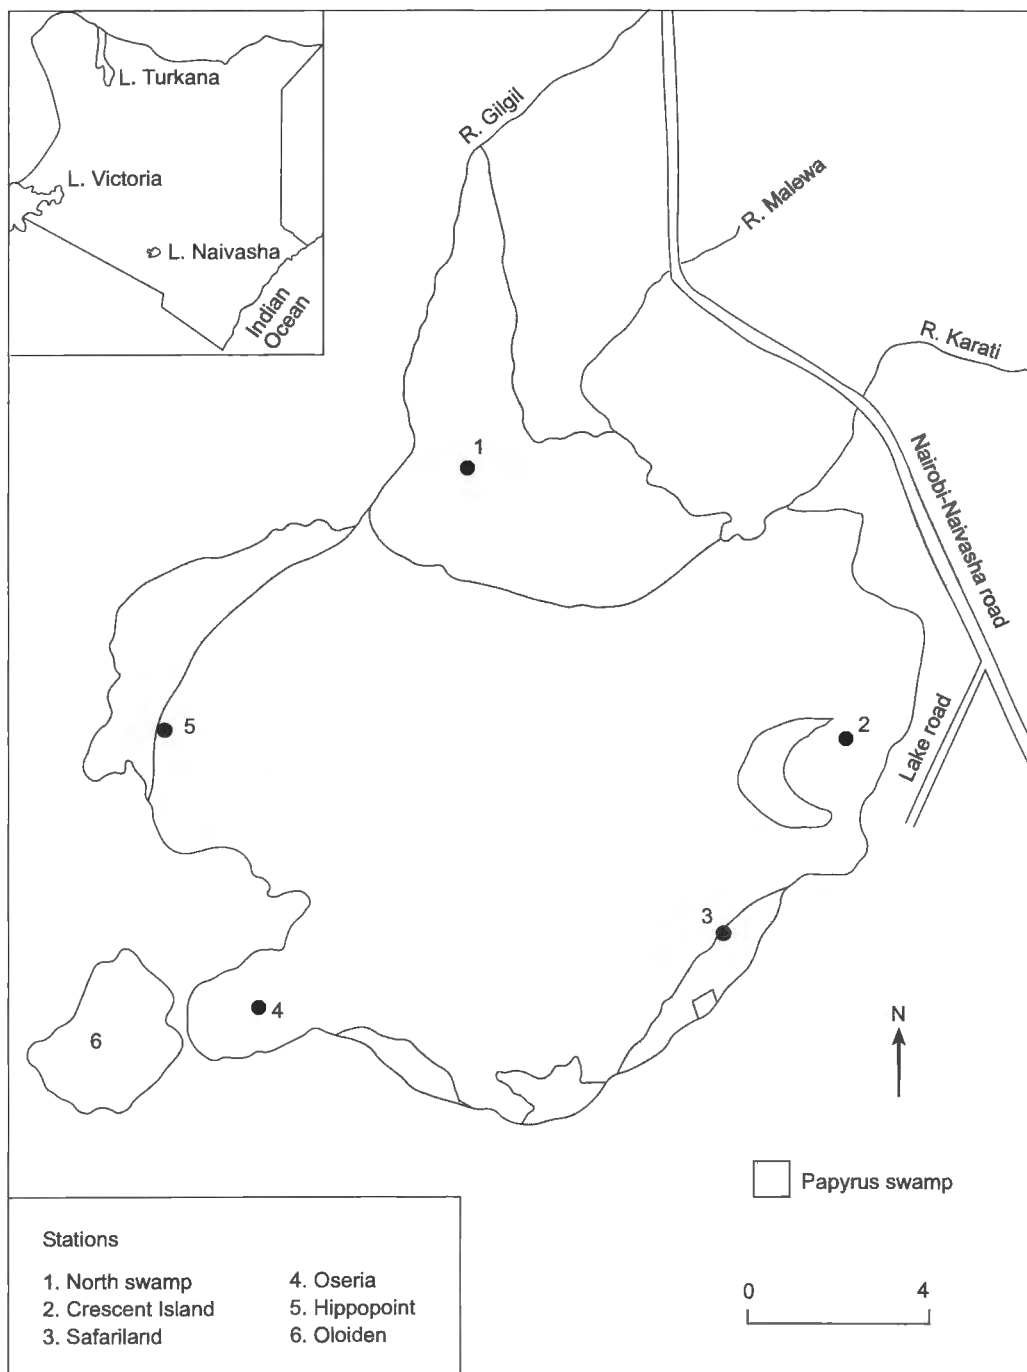 L. Turkana
L. Victoria
L. Naivasha
Indian
Ocean
R. Gilgil
R. Malewa
R. Karati
Nairobi-Naivasha road
Lake road
1
2
3
4
5
6
N
Papyrus swamp
0 4
Stations
1. North swamp
2. Crescent Island
3. Safariland
4. Oseria
5. Hippopoint
6. Oloiden